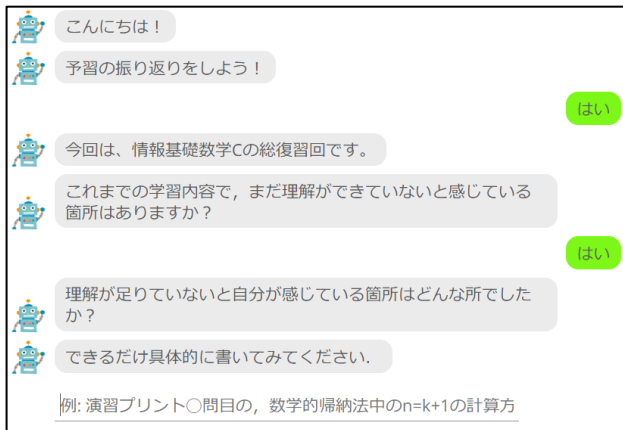 こんにちは！
予習の振り返りをしよう！
はい
今回は、情報基礎数学Cの総復習回です。
これまでの学習内容で，まだ理解ができていないと感じている
箇所はありますか？
はい
理解が足りていないと自分が感じている箇所はどんな所でした
か？
できるだけ具体的に書いてみてください.
例: 演習プリント○問目の，数学的帰納法中のn=k+1の計算方